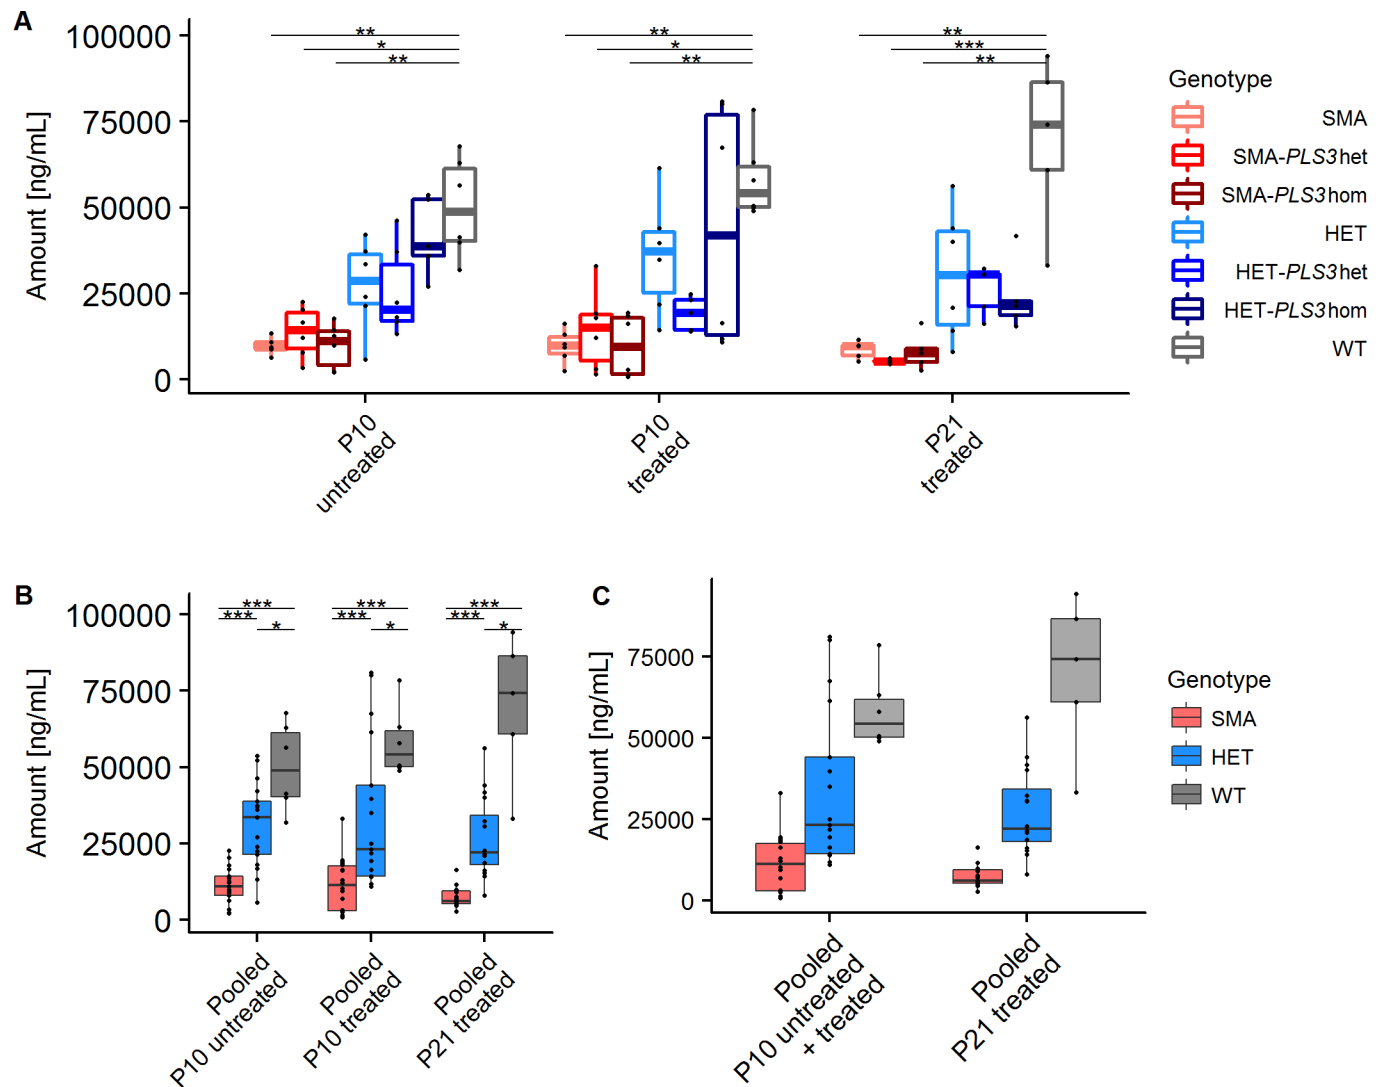 A
Amount [ng/mL]
100000
75000
50000
25000
0
**
*
**
**
*
**
**
***
**
P10
untreated
P10
treated
P21
treated
Genotype
SMA
SMA-PLS3het
SMA-PLS3hom
HET
HET-PLS3het
HET-PLS3hom
WT
B
Amount [ng/mL]
100000
75000
50000
25000
0
***
***
*
***
***
*
***
***
*
Pooled
P10 untreated
Pooled
P10 treated
Pooled
P21 treated
C
Amount [ng/mL]
75000
50000
25000
0
Pooled
P10 untreated
+ treated
Pooled
P21 treated
Genotype
SMA
HET
WT